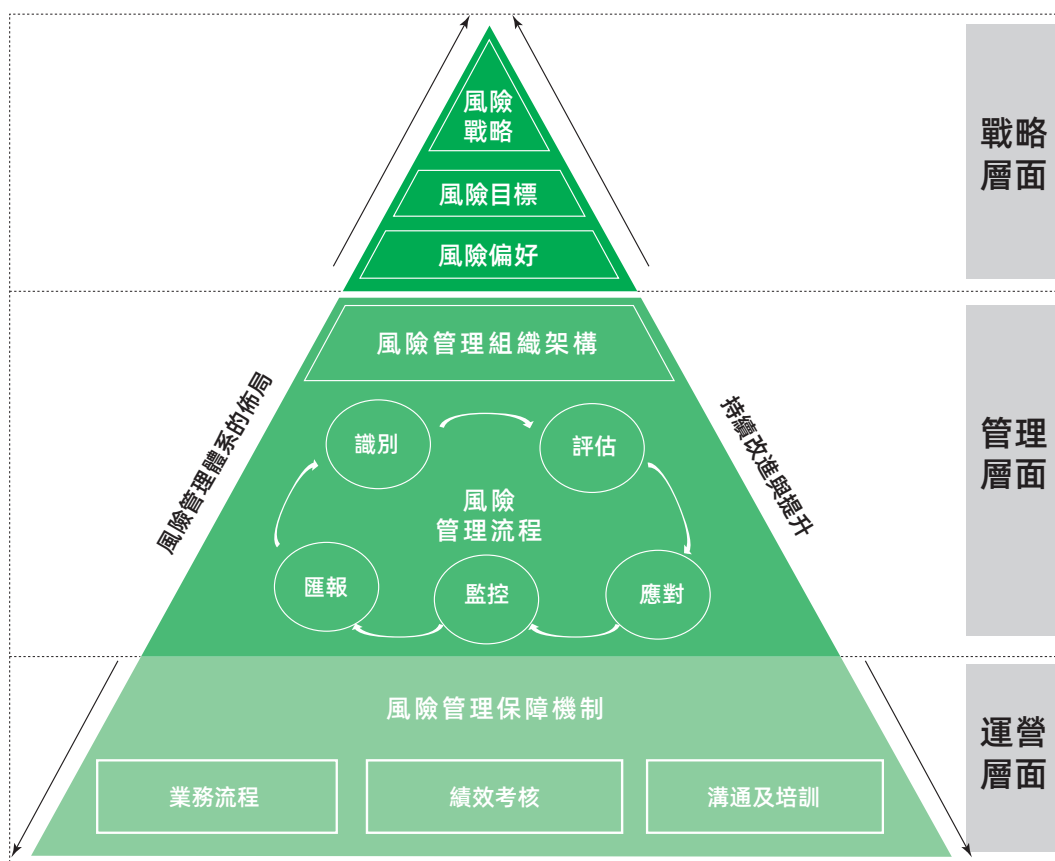 風險
戰略
風險目標
風險偏好
戰略
層面
風險管理組織架構
識別
評估
風險
管理流程
匯報
監控
應對
風險管理體系的佈局
持續改進與提升
管理
層面
風險管理保障機制
業務流程
績效考核
溝通及培訓
運營
層面